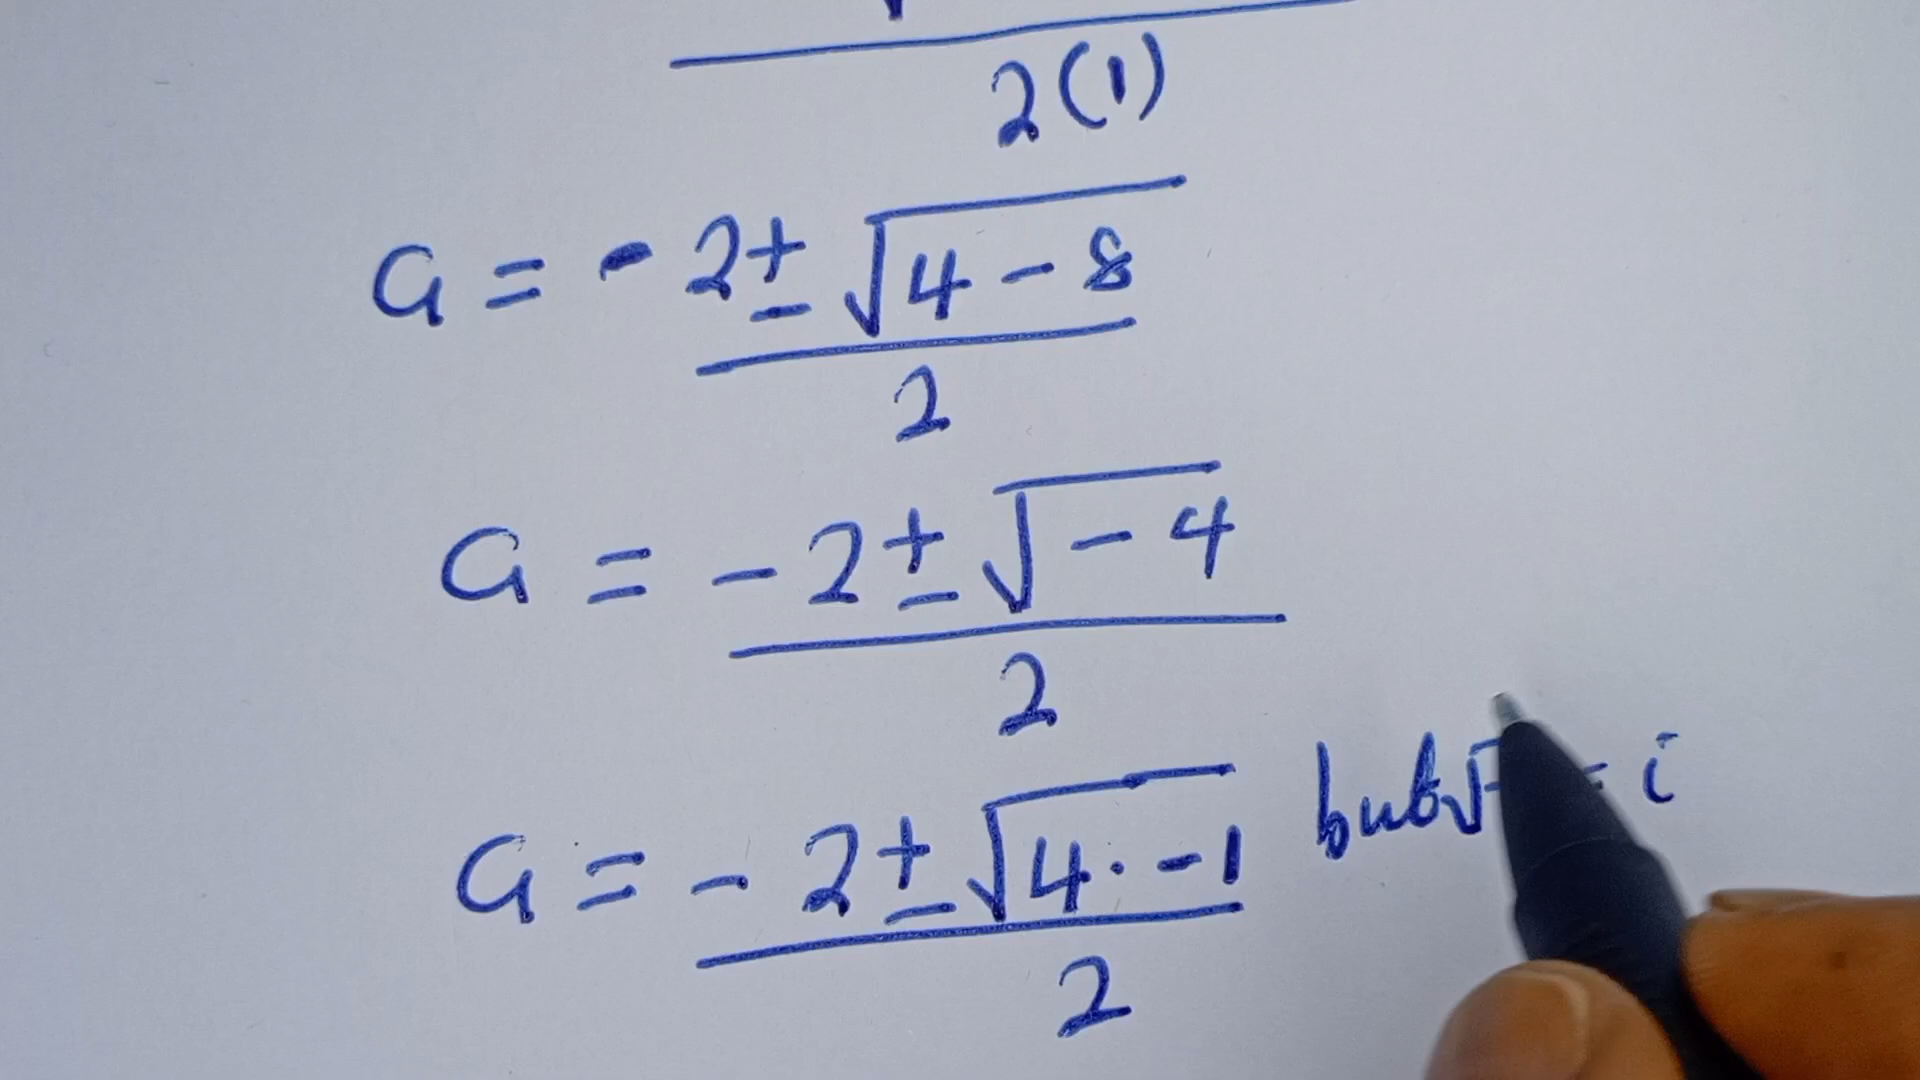 2(1)
a = - 2 ± √4 - 8
2
a = - 2 ± √- 4
2
a = - 2 ± √4 · -1 but √- = i
2